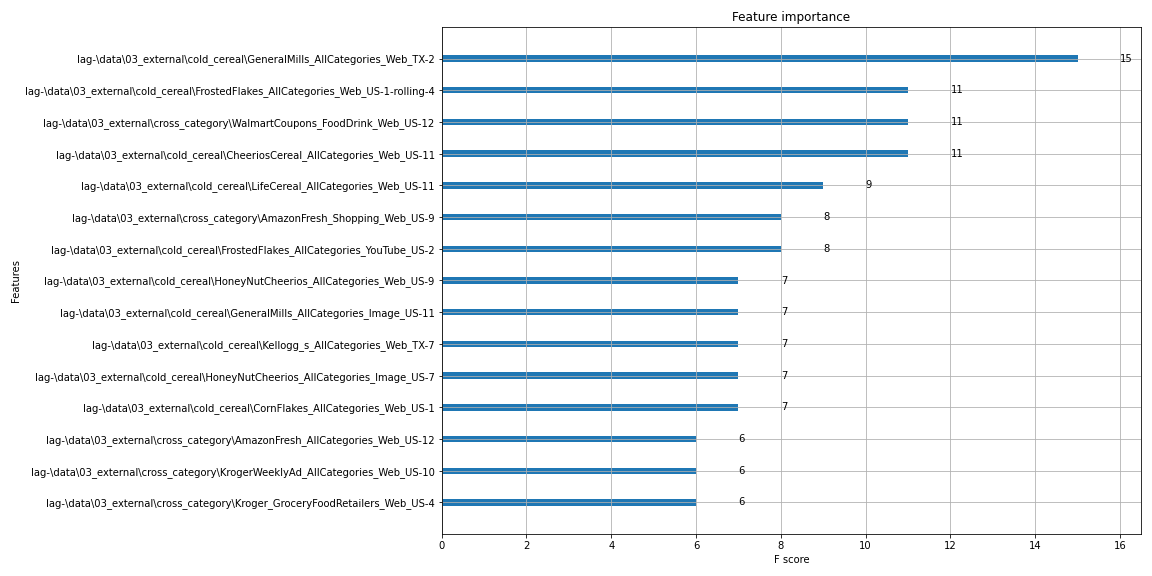 Feature importance
lag-\data\03_external\cold_cereal\GeneralMills_AllCategories_Web_TX-2 15
lag-\data\03_external\cold_cereal\FrostedFlakes_AllCategories_Web_US-1-rolling-4 11
lag-\data\03_external\cross_category\WalmartCoupons_FoodDrink_Web_US-12 11
lag-\data\03_external\cold_cereal\CheeriosCereal_AllCategories_Web_US-11 11
lag-\data\03_external\cold_cereal\LifeCereal_AllCategories_Web_US-11 9
lag-\data\03_external\cross_category\AmazonFresh_Shopping_Web_US-9 8
lag-\data\03_external\cold_cereal\FrostedFlakes_AllCategories_YouTube_US-2 8
lag-\data\03_external\cold_cereal\HoneyNutCheerios_AllCategories_Web_US-9 7
lag-\data\03_external\cold_cereal\GeneralMills_AllCategories_Image_US-11 7
lag-\data\03_external\cold_cereal\Kellogg_s_AllCategories_Web_TX-7 7
lag-\data\03_external\cold_cereal\HoneyNutCheerios_AllCategories_Image_US-7 7
lag-\data\03_external\cold_cereal\CornFlakes_AllCategories_Web_US-1 7
lag-\data\03_external\cross_category\AmazonFresh_AllCategories_Web_US-12 6
lag-\data\03_external\cross_category\KrogerWeeklyAd_AllCategories_Web_US-10 6
lag-\data\03_external\cross_category\Kroger_GroceryFoodRetailers_Web_US-4 6
Features
0 2 4 6 8 10 12 14 16
F score